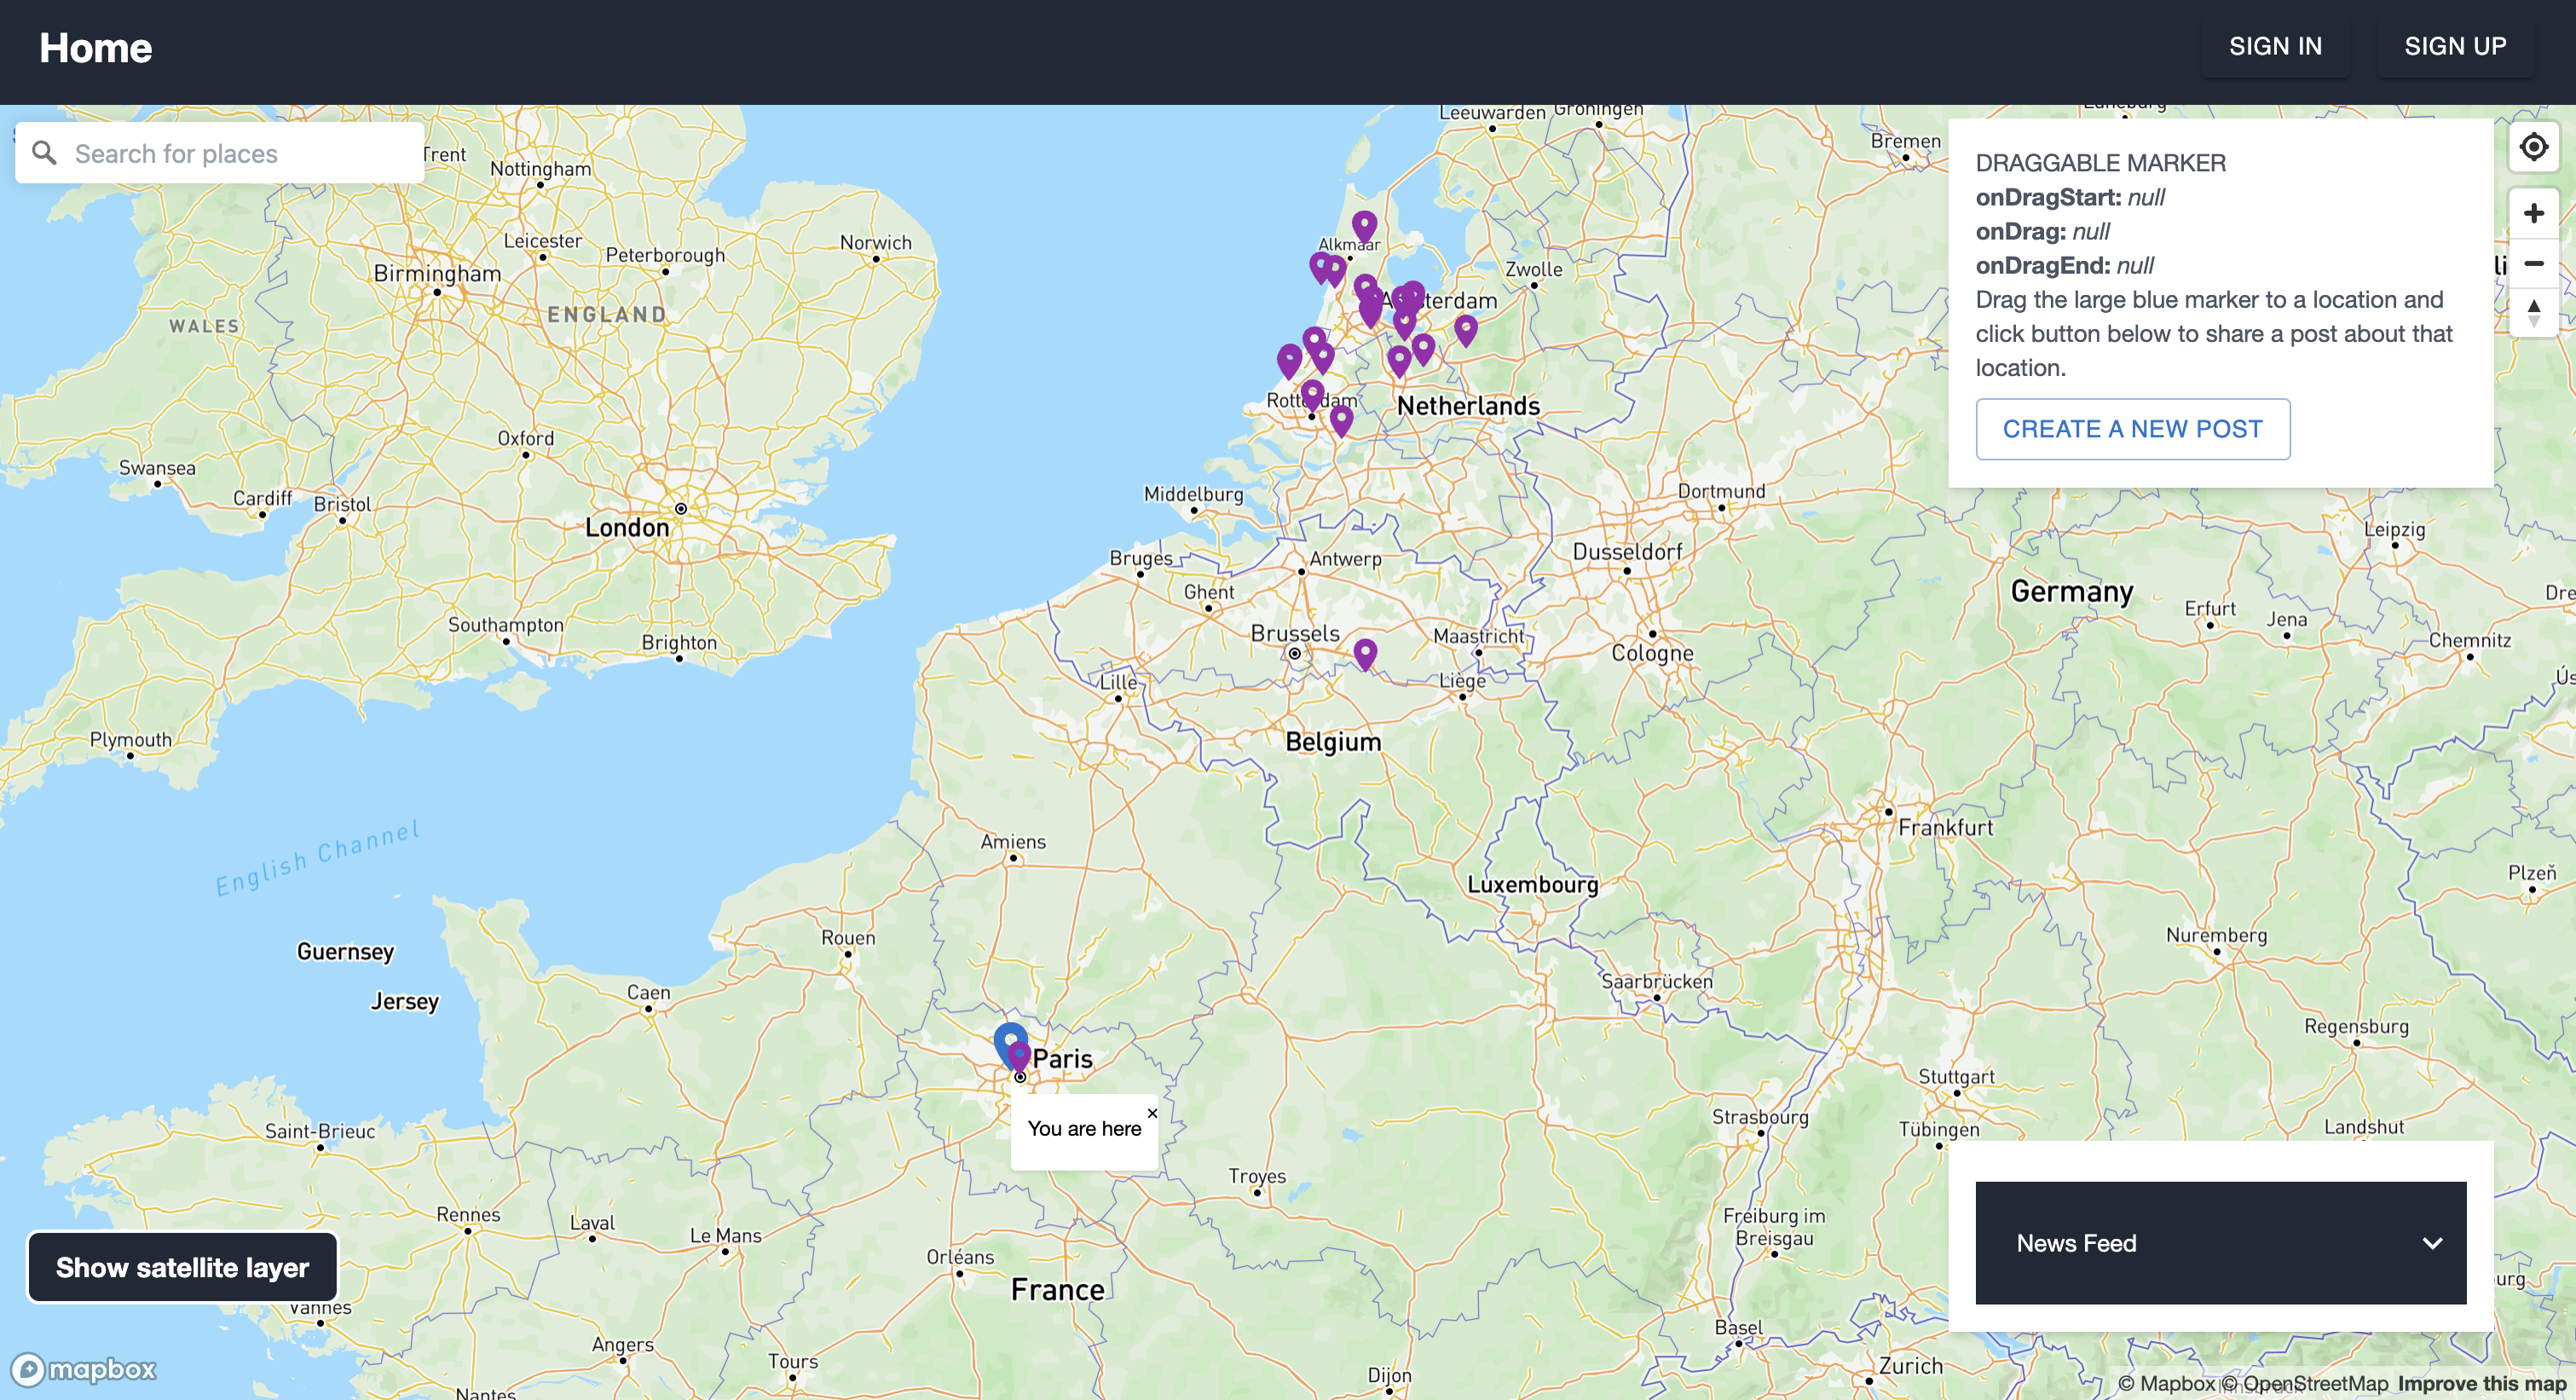 Home
SIGN IN
SIGN UP
Search for places
DRAGGABLE MARKER
onDragStart: null
onDrag: null
onDragEnd: null
Drag the large blue marker to a location and
click button below to share a post about that
location.
CREATE A NEW POST
Leeuwarden
Groningen
Bremen
Trent
Nottingham
Leicester
Peterborough
Norwich
Birmingham
ENGLAND
WALES
Alkmaar
Zwolle
Rotterdam
Netherlands
Oxford
Swansea
Cardiff
Bristol
London
Middelburg
Dortmund
Leipzig
Bruges
Antwerp
Dusseldorf
Ghent
Germany
Erfurt
Jena
Southampton
Brighton
Brussels
Maastricht
Cologne
Chemnitz
Lille
Liège
Plymouth
Belgium
English Channel
Amiens
Frankfurt
Luxembourg
Plzeň
Guernsey
Rouen
Nuremberg
Jersey
Caen
Saarbrücken
Regensburg
Paris
Stuttgart
You are here
×
Strasbourg
Tübingen
Landshut
Saint-Brieuc
Troyes
Rennes
Laval
Le Mans
Freiburg im
Breisgau
News Feed
Show satellite layer
Orléans
France
Vannes
Basel
Angers
Tours
Dijon
Zurich
Nantes
mapbox
© Mapbox © OpenStreetMap Improve this map